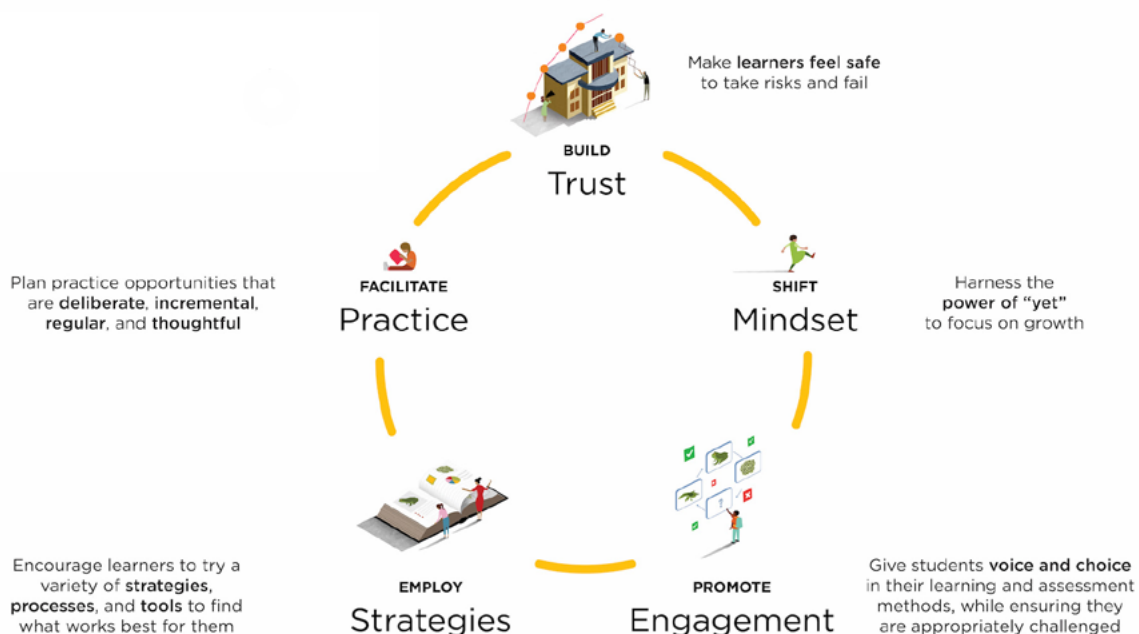 Make learners feel safe
to take risks and fail
BUILD
Trust
SHIFT
Mindset
Harness the
power of “yet”
to focus on growth
PROMOTE
Engagement
Give students voice and choice
in their learning and assessment
methods, while ensuring they
are appropriately challenged
EMPLOY
Strategies
Encourage learners to try a
variety of strategies,
processes, and tools to find
what works best for them
FACILITATE
Practice
Plan practice opportunities that
are deliberate, incremental,
regular, and thoughtful
?